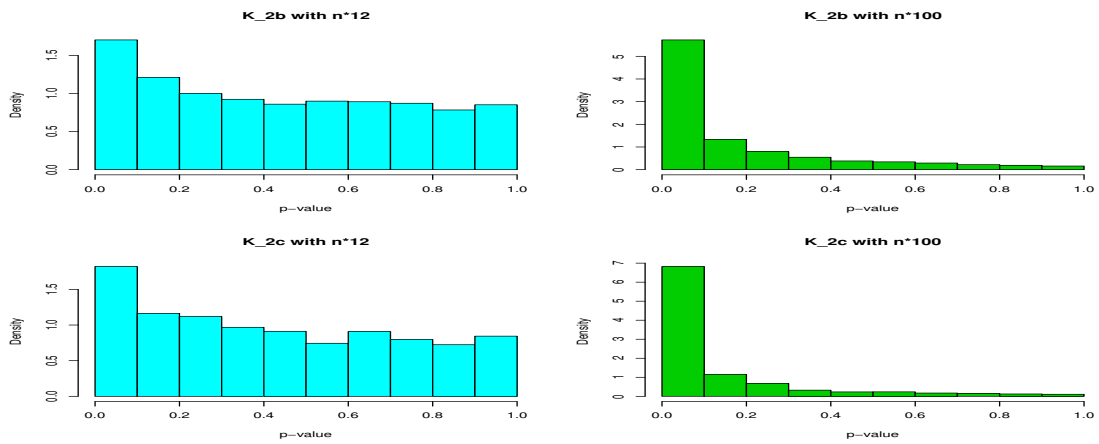 K_2b with n*12
Density
0.0 0.5 1.0 1.5
0.0 0.2 0.4 0.6 0.8 1.0
p-value
K_2b with n*100
Density
0 1 2 3 4 5
0.0 0.2 0.4 0.6 0.8 1.0
p-value
K_2c with n*12
Density
0.0 0.5 1.0 1.5
0.0 0.2 0.4 0.6 0.8 1.0
p-value
K_2c with n*100
Density
0 1 2 3 4 5 6 7
0.0 0.2 0.4 0.6 0.8 1.0
p-value